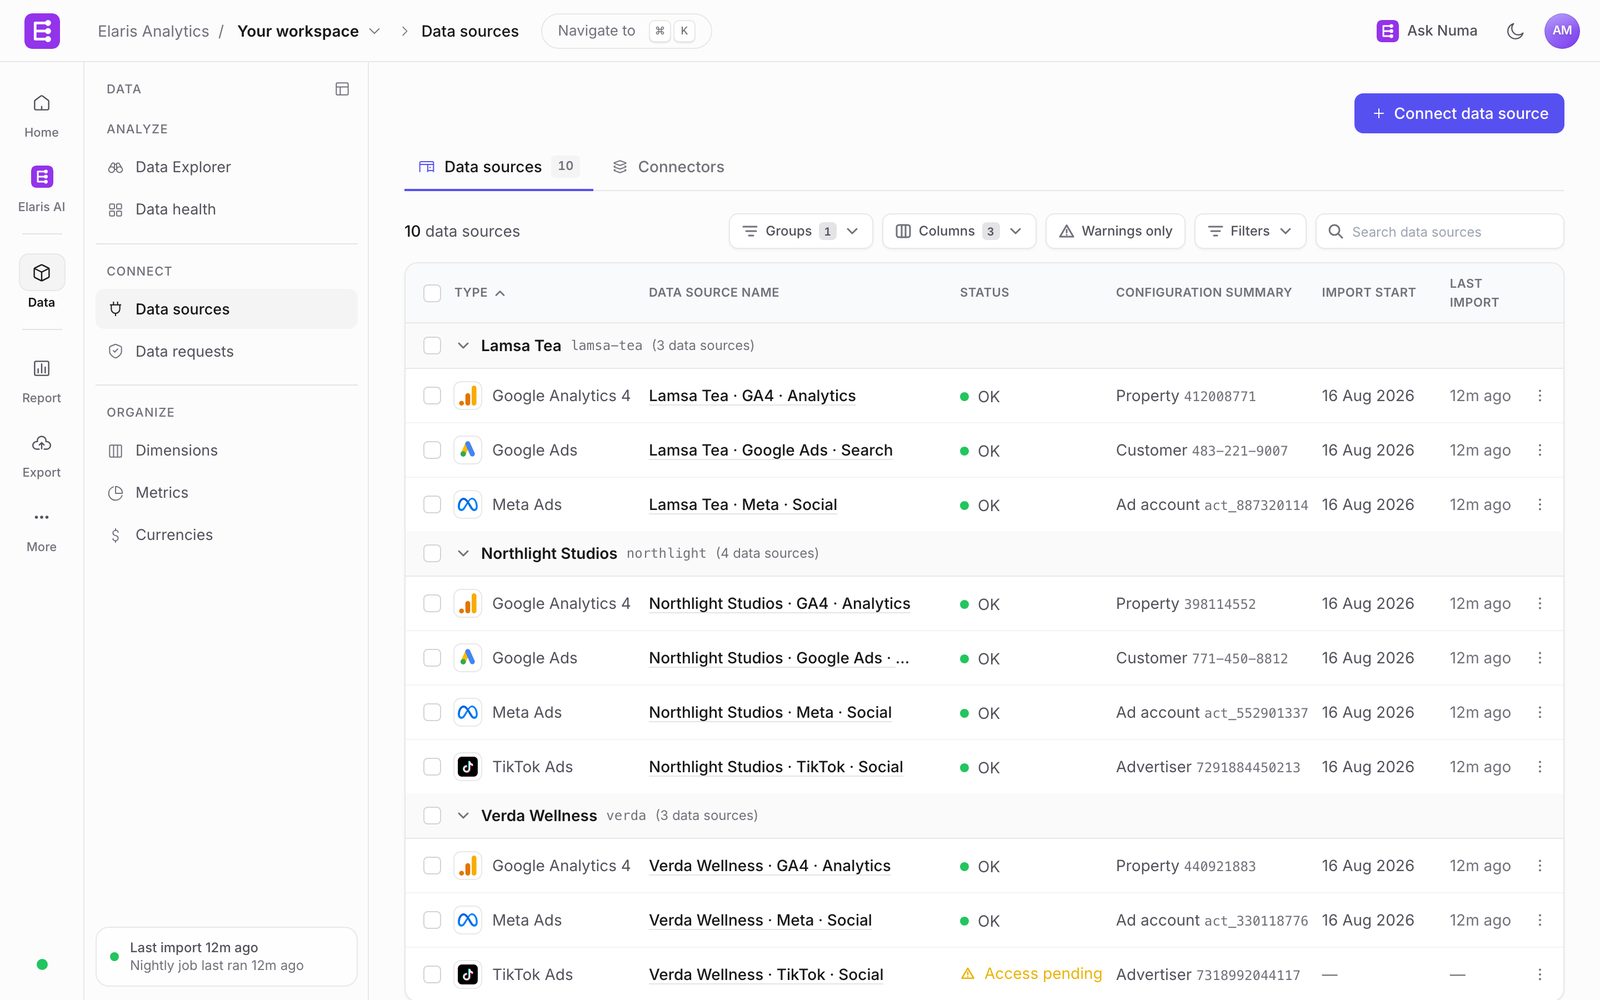 Elaris Analytics / Your workspace > Data sources Navigate to ⌘ K Ask Numa AM
Home
Elaris AI
Data
Report
Export
More
DATA
ANALYZE
Data Explorer
Data health
CONNECT
Data sources
Data requests
ORGANIZE
Dimensions
Metrics
Currencies
Last import 12m ago
Nightly job last ran 12m ago
+ Connect data source
Data sources 10 Connectors
10 data sources Groups 1 Columns 3 Warnings only Filters Search data sources
TYPE DATA SOURCE NAME STATUS CONFIGURATION SUMMARY IMPORT START LAST IMPORT
Lamsa Tea lamsa-tea (3 data sources)
Google Analytics 4 Lamsa Tea · GA4 · Analytics OK Property 412008771 16 Aug 2026 12m ago
Google Ads Lamsa Tea · Google Ads · Search OK Customer 483-221-9007 16 Aug 2026 12m ago
Meta Ads Lamsa Tea · Meta · Social OK Ad account act_887320114 16 Aug 2026 12m ago
Northlight Studios northlight (4 data sources)
Google Analytics 4 Northlight Studios · GA4 · Analytics OK Property 398114552 16 Aug 2026 12m ago
Google Ads Northlight Studios · Google Ads · ... OK Customer 771-450-8812 16 Aug 2026 12m ago
Meta Ads Northlight Studios · Meta · Social OK Ad account act_552901337 16 Aug 2026 12m ago
TikTok Ads Northlight Studios · TikTok · Social OK Advertiser 7291884450213 16 Aug 2026 12m ago
Verda Wellness verda (3 data sources)
Google Analytics 4 Verda Wellness · GA4 · Analytics OK Property 440921883 16 Aug 2026 12m ago
Meta Ads Verda Wellness · Meta · Social OK Ad account act_330118776 16 Aug 2026 12m ago
TikTok Ads Verda Wellness · TikTok · Social Access pending Advertiser 7318992044117 — —